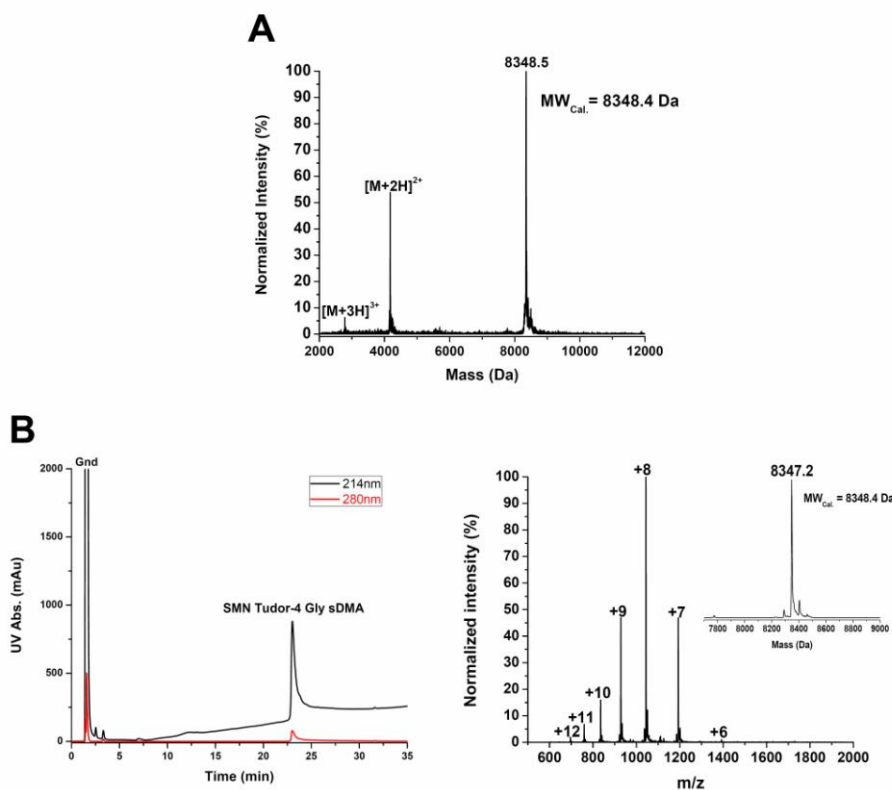 A
8348.5
MW_Cal. = 8348.4 Da
[M+2H]²⁺
[M+3H]³⁺
Normalized Intensity (%)
100
90
80
70
60
50
40
30
20
10
0
2000 4000 6000 8000 10000 12000
Mass (Da)
B
Gnd
214nm
280nm
SMN Tudor-4 Gly sDMA
UV Abs. (mAu)
2000
1500
1000
500
0
0 5 10 15 20 25 30 35
Time (min)
+8
8347.2
MW_Cal. = 8348.4 Da
+9
+7
+10
+11
+12
+6
7800 8000 8200 8400 8600 8800 9000
Mass (Da)
Normalized intensity (%)
100
90
80
70
60
50
40
30
20
10
0
600 800 1000 1200 1400 1600 1800 2000
m/z